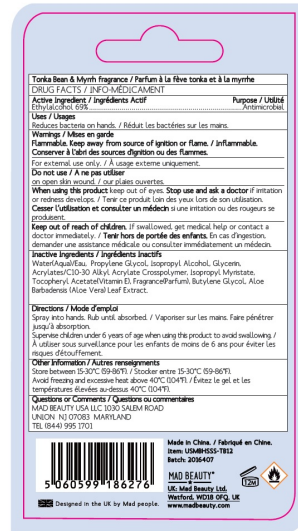 Tonka Bean & Myrrh fragrance / Parfum à la fève tonka et à la myrrhe
DRUG FACTS / INFO-MÉDICAMENT
Active Ingredient / Ingrédients Actif Purpose / Utilité
Ethylalcohol 69% Antimicrobial
Uses / Usages
Reduces bacteria on hands. / Réduit les bactéries sur les mains.
Warnings / Mises en garde
Flammable. Keep away from source of ignition or flame. / Inflammable.
Conserver à l'abri des sources d'ignition ou des flammes.
For external use only. / À usage externe uniquement.
Do not use / A ne pas utiliser
on open skin wound. / our plaies ouvertes.
When using this product keep out of eyes. Stop use and ask a doctor if irritation
or redness develops. / Tenir ce produit loin des yeux lors de son utilisation.
Cesser l'utilisation et consulter un médecin si une irritation ou des rougeurs se
produisent.
Keep out of reach of children. If swallowed, get medical help or contact a
doctor immediately. / Tenir hors de portée des enfants. En cas d'ingestion,
demander une assistance médicale ou consulter immédiatement un médecin.
Inactive Ingredients / Ingrédients Inactifs
Water(Aqua)/Eau, Propylene Glycol, Isopropyl Alcohol, Glycerin,
Acrylates/C10-30 Alkyl Acrylate Crosspolymer, Isopropyl Myristate,
Tocopheryl Acetate(Vitamin E), Fragrance(Parfum), Butylene Glycol, Aloe
Barbadensis (Aloe Vera) Leaf Extract.
Directions / Mode d'emploi
Spray into hands. Rub until absorbed. / Vaporiser sur les mains. Faire pénétrer
jusqu'à absorption.
Supervise children under 6 years of age when using this product to avoid swallowing. /
À utiliser sous surveillance pour les enfants de moins de 6 ans pour éviter les
risques d'étouffement.
Other Information / Autres renseignments
Store between 15-30°C (59-86°F). / Stocker entre 15-30°C (59-86°F).
Avoid freezing and excessive heat above 40°C (104°F). / Évitez le gel et les
températures élevées au-dessus 40°C (104°F).
Questions or Comments / Questions ou commentaires
MAD BEAUTY USA LLC 1030 SALEM ROAD
UNION NJ 07083 MARYLAND
TEL (844) 995 1701
5 060599 186276
Designed in the UK by Mad people.
Made in China. / Fabriqué en Chine.
Item: USMBHSSS-TB12
Batch: 2016407
MAD BEAUTY
UK: Mad Beauty Ltd,
Watford, WD18 0FQ, UK
www.madbeauty.com
12M